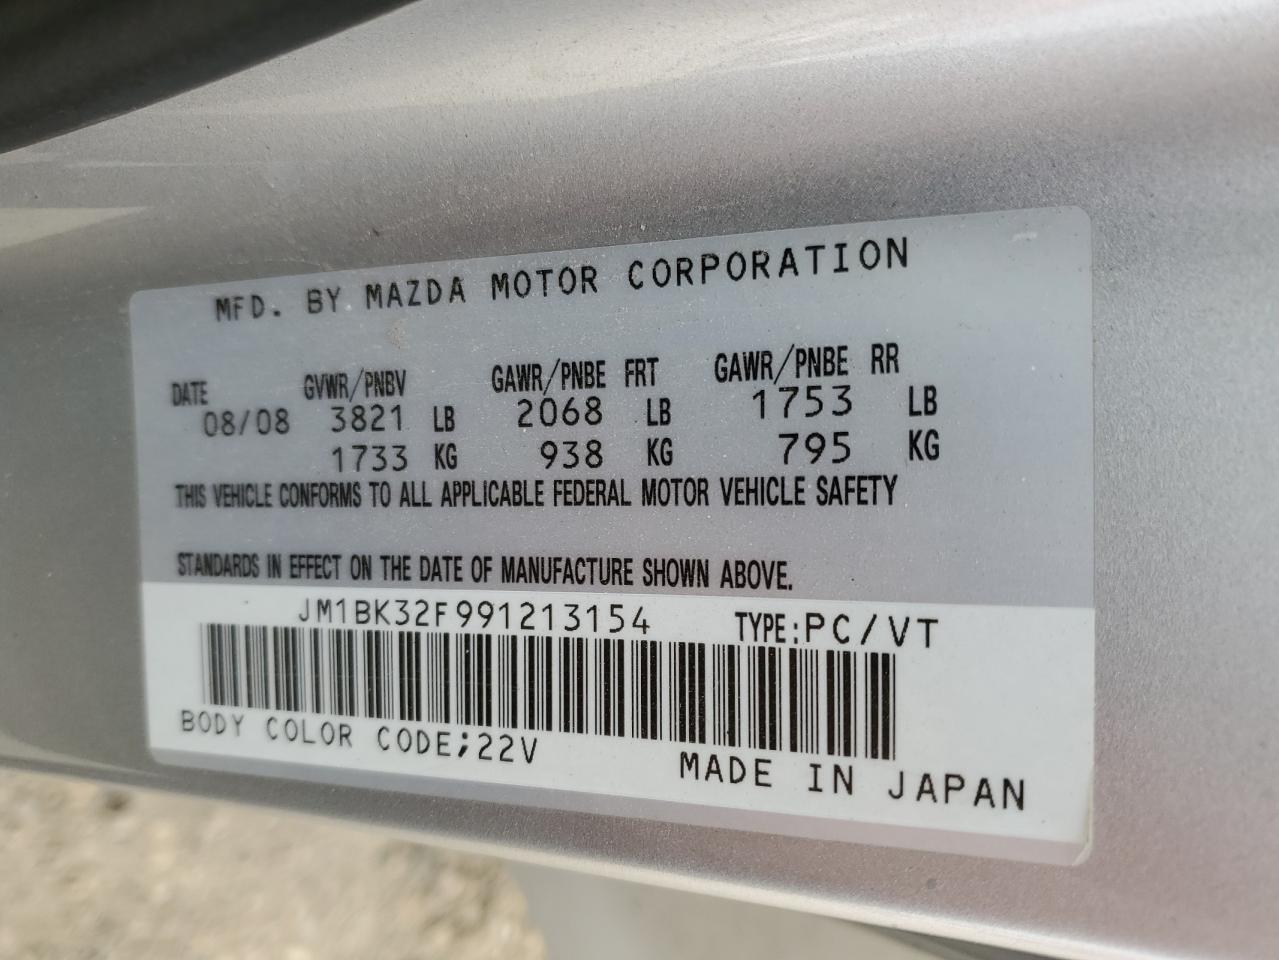 MFD. BY MAZDA MOTOR CORPORATION
DATE GVWR/PNBV GAWR/PNBE FRT GAWR/PNBE RR
08/08 3821 LB 2068 LB 1753 LB
1733 KG 938 KG 795 KG
THIS VEHICLE CONFORMS TO ALL APPLICABLE FEDERAL MOTOR VEHICLE SAFETY
STANDARDS IN EFFECT ON THE DATE OF MANUFACTURE SHOWN ABOVE.
JM1BK32F991213154 TYPE:PC/VT
BODY COLOR CODE;22V
MADE IN JAPAN